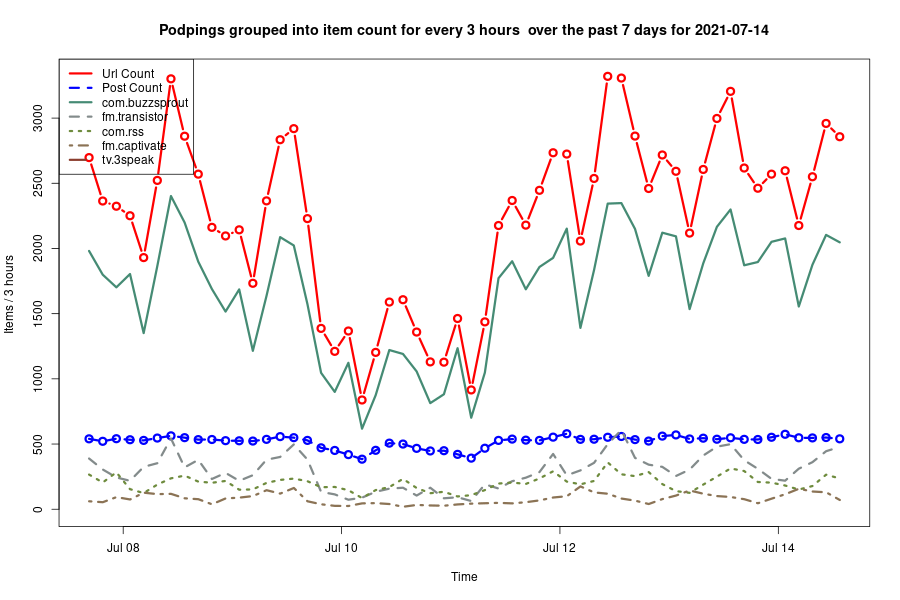 Podpings grouped into item count for every 3 hours  over the past 7 days for 2021-07-14
Url Count
Post Count
com.buzzsprout
fm.transistor
com.rss
fm.captivate
tv.3speak
3000
2500
2000
1500
1000
500
0
Items / 3 hours
Jul 08
Jul 10
Jul 12
Jul 14
Time